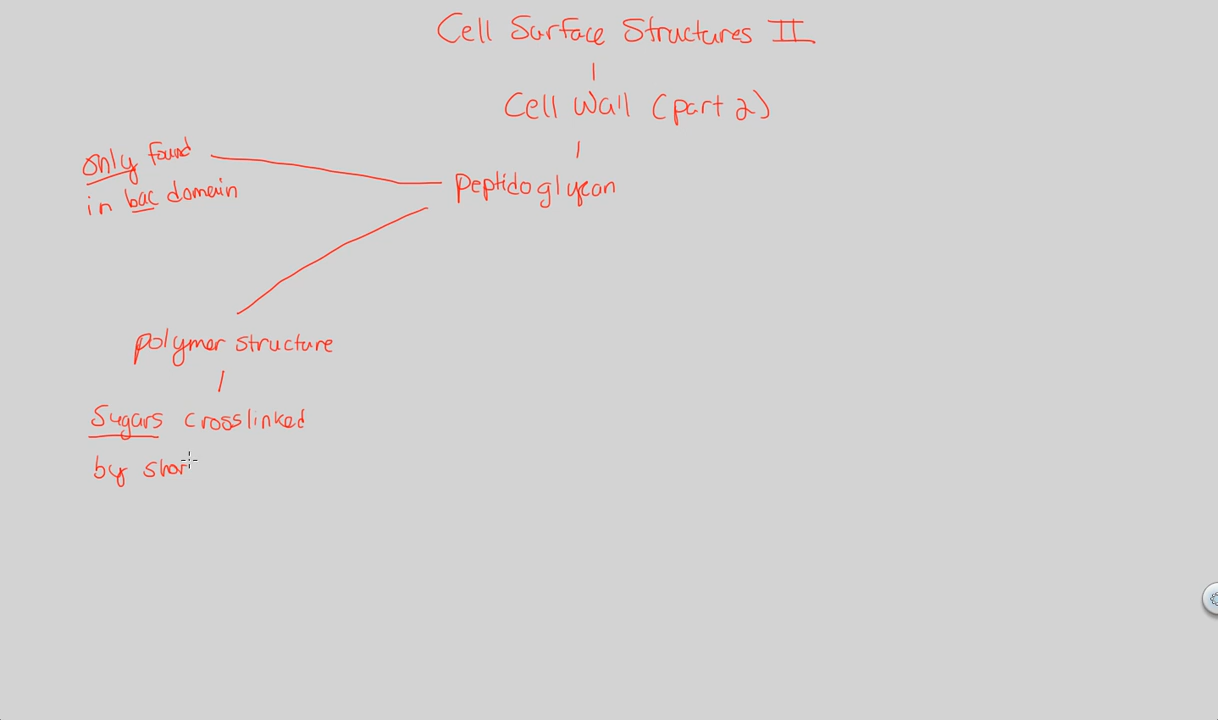 Cell Surface Structures II
Cell Wall (part 2)
only found
in bac domain
peptidoglycan
polymer structure
Sugars crosslinked
by shor